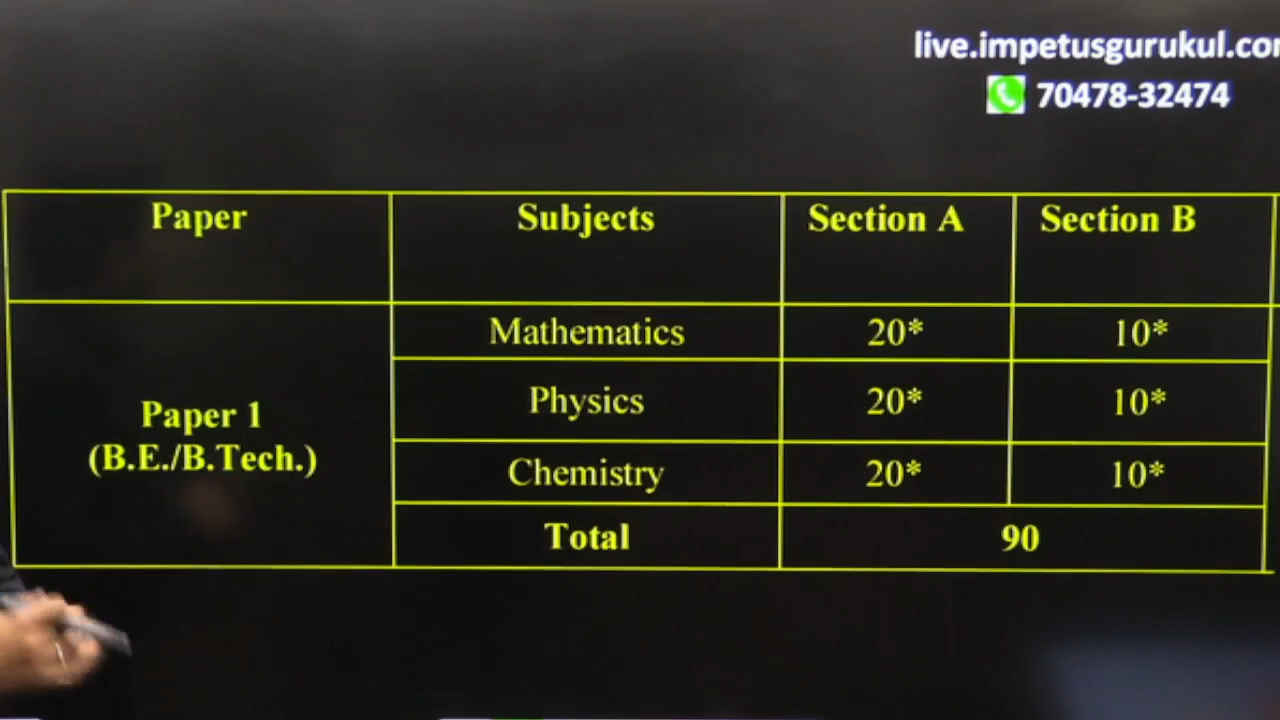 live.impetusgurukul.co
70478-32474
Paper Subjects Section A Section B
Mathematics 20* 10*
Physics 20* 10*
Paper 1
(B.E./B.Tech.)
Chemistry 20* 10*
Total 90